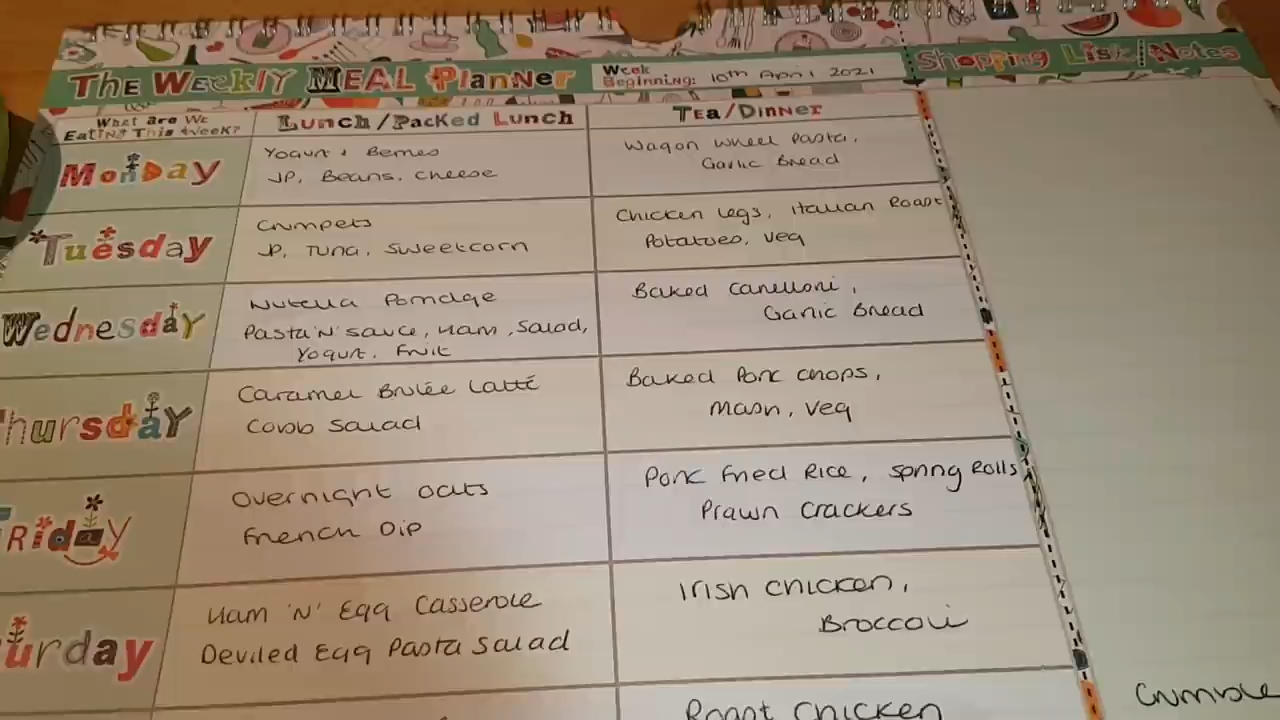 THE WEEKLY MEAL PlaNNer
Week Beginning: 10th April 2021
Shopping List/Notes
What are We
Eating This Week?
Lunch/Packed Lunch
Tea/Dinner
Monday
Yogurt + Berries
JP, Beans, Cheese
Wagon Wheel Pasta,
Garlic Bread
Tuesday
Crumpets
JP, Tuna, Sweetcorn
Chicken Legs, Italian Roast
Potatoes, Veg
Wednesday
Nutella Porridge
Pasta 'N' Sauce, Ham, Salad,
Yogurt, Fruit
Baked Canelloni,
Garlic Bread
Thursday
Caramel Brulée Latté
Cobb Salad
Baked Pork Chops,
Mash, Veg
Friday
Overnight Oats
French Dip
Pork Fried Rice, Spring Rolls
Prawn Crackers
urday
Ham 'N' Egg Casserole
Deviled Egg Pasta Salad
Irish Chicken,
Broccoli
Roast Chicken
Crumble